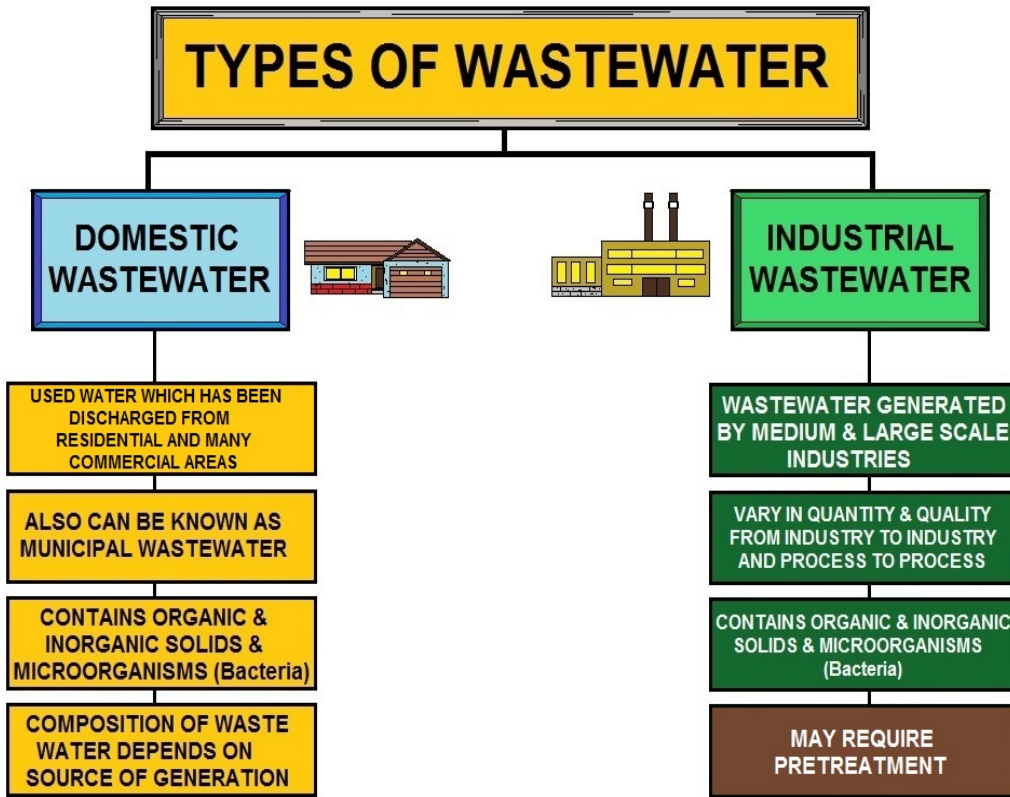 TYPES OF WASTEWATER
DOMESTIC
WASTEWATER
USED WATER WHICH HAS BEEN
DISCHARGED FROM
RESIDENTIAL AND MANY
COMMERCIAL AREAS
ALSO CAN BE KNOWN AS
MUNICIPAL WASTEWATER
CONTAINS ORGANIC &
INORGANIC SOLIDS &
MICROORGANISMS (Bacteria)
COMPOSITION OF WASTE
WATER DEPENDS ON
SOURCE OF GENERATION
INDUSTRIAL
WASTEWATER
WASTEWATER GENERATED
BY MEDIUM & LARGE SCALE
INDUSTRIES
VARY IN QUANTITY & QUALITY
FROM INDUSTRY TO INDUSTRY
AND PROCESS TO PROCESS
CONTAINS ORGANIC & INORGANIC
SOLIDS & MICROORGANISMS
(Bacteria)
MAY REQUIRE
PRETREATMENT